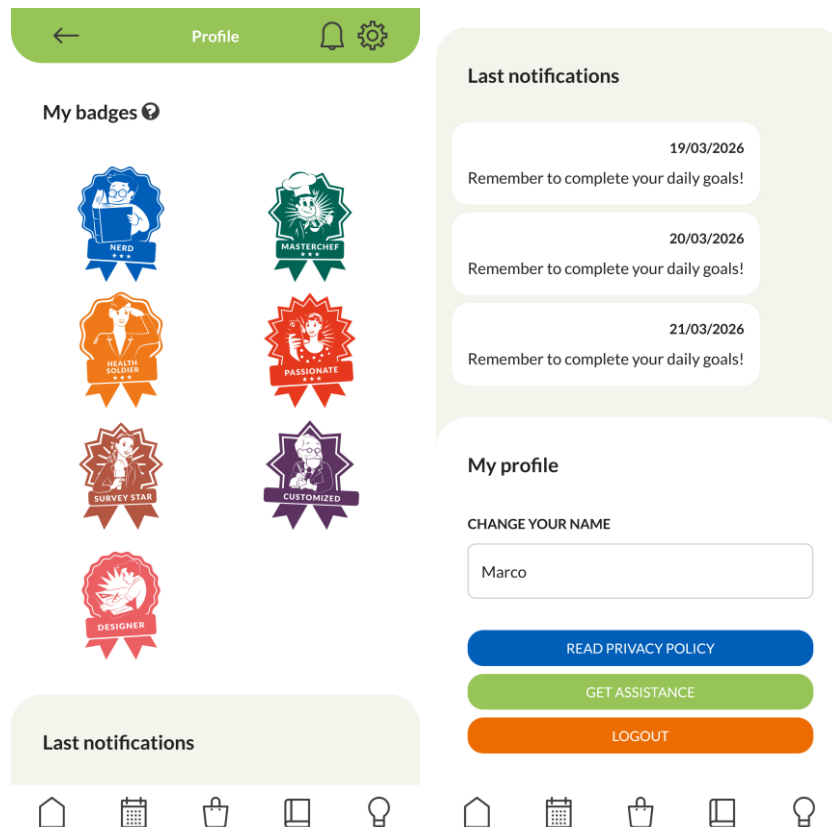 Profile
My badges
NERD
MASTERCHEF
HEALTH
SOLDIER
PASSIONATE
SURVEY STAR
CUSTOMIZED
DESIGNER
Last notifications
Last notifications
19/03/2026
Remember to complete your daily goals!
20/03/2026
Remember to complete your daily goals!
21/03/2026
Remember to complete your daily goals!
My profile
CHANGE YOUR NAME
Marco
READ PRIVACY POLICY
GET ASSISTANCE
LOGOUT